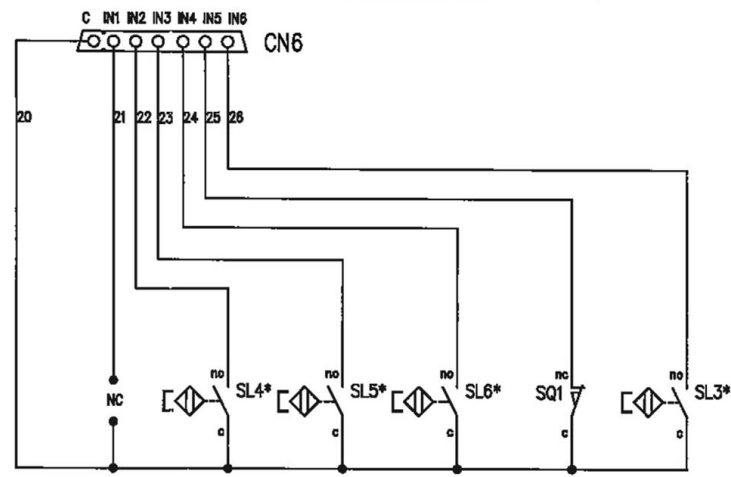 C IN1 IN2 IN3 IN4 IN5 IN6
CN6
20 21 22 23 24 25 26
no no no nc no
NC SL4* SL5* SL6* SQ1 SL3*
c c c c c